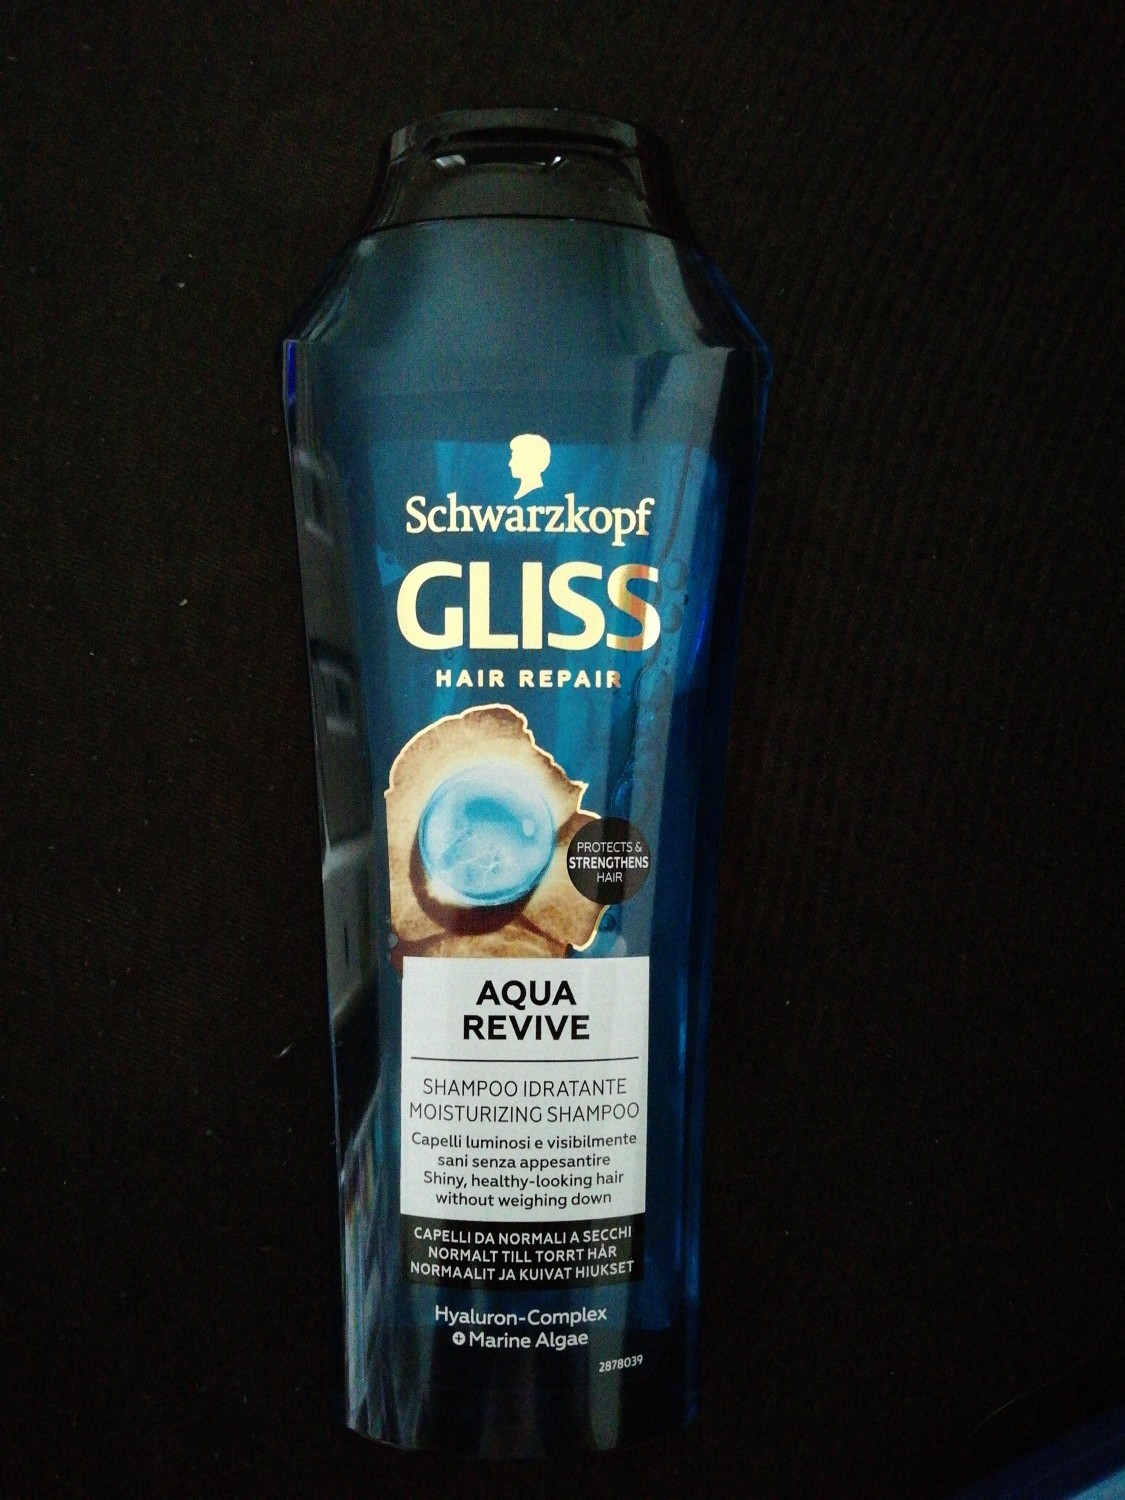 Schwarzkopf
GLISS
HAIR REPAIR
PROTECTS &
STRENGTHENS
HAIR
AQUA
REVIVE
SHAMPOO IDRATANTE
MOISTURIZING SHAMPOO
Capelli luminosi e visibilmente
sani senza appesantire
Shiny, healthy-looking hair
without weighing down
CAPELLI DA NORMALI A SECCHI
NORMALT TILL TORRT HÅR
NORMAALIT JA KUIVAT HIUKSET
Hyaluron-Complex
+ Marine Algae
2878039